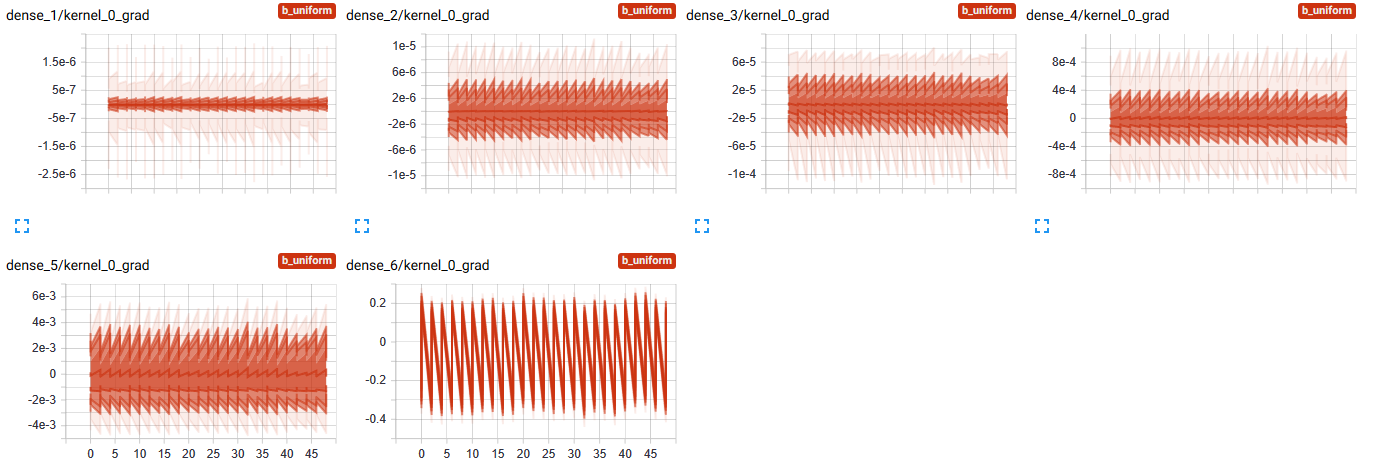 dense_1/kernel_0_grad b_uniform
1.5e-6
5e-7
-5e-7
-1.5e-6
-2.5e-6
dense_2/kernel_0_grad b_uniform
1e-5
6e-6
2e-6
-2e-6
-6e-6
-1e-5
dense_3/kernel_0_grad b_uniform
6e-5
2e-5
-2e-5
-6e-5
-1e-4
dense_4/kernel_0_grad b_uniform
8e-4
4e-4
0
-4e-4
-8e-4
dense_5/kernel_0_grad b_uniform
6e-3
4e-3
2e-3
0
-2e-3
-4e-3
0 5 10 15 20 25 30 35 40 45
dense_6/kernel_0_grad b_uniform
0.2
0
-0.2
-0.4
0 5 10 15 20 25 30 35 40 45